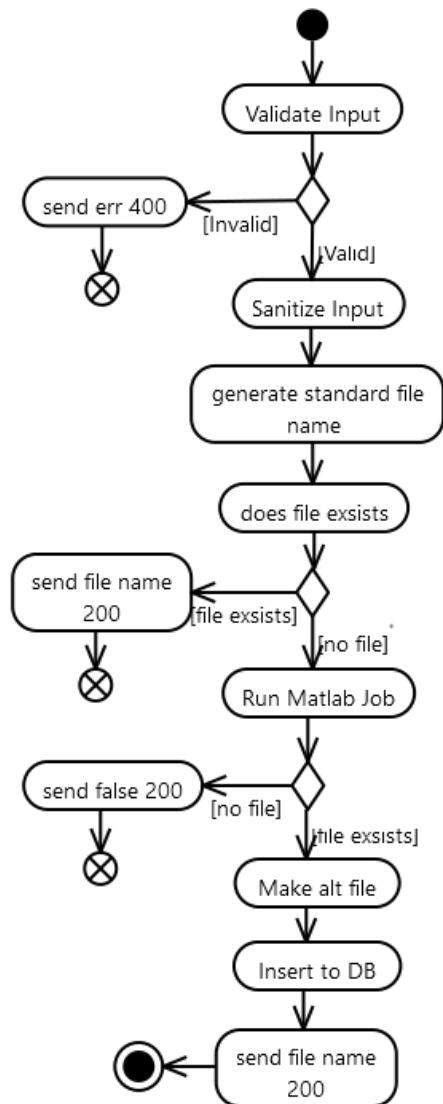 Validate Input
send err 400
[Invalid]
[Valid]
Sanitize Input
generate standard file
name
does file exsists
send file name
200
[file exsists]
[no file]
Run Matlab Job
send false 200
[no file]
[file exsists]
Make alt file
Insert to DB
send file name
200